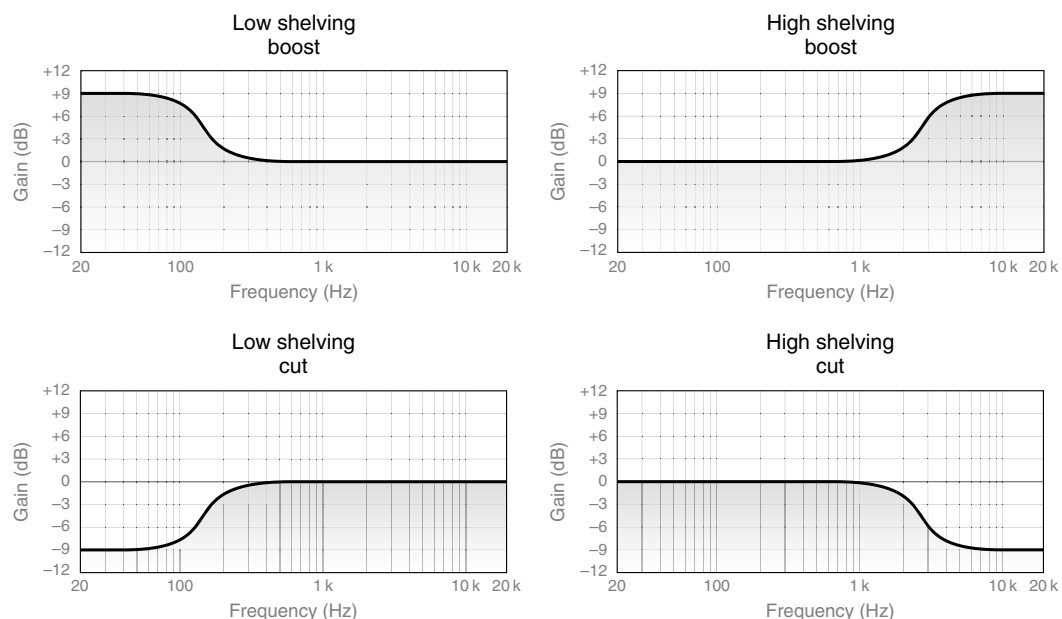 Low shelving
boost
Gain (dB)
+12
+9
+6
+3
0
–3
–6
–9
–12
20 100 1 k 10 k 20 k
Frequency (Hz)
High shelving
boost
Gain (dB)
+12
+9
+6
+3
0
–3
–6
–9
–12
20 100 1 k 10 k 20 k
Frequency (Hz)
Low shelving
cut
Gain (dB)
+12
+9
+6
+3
0
–3
–6
–9
–12
20 100 1 k 10 k 20 k
Frequency (Hz)
High shelving
cut
Gain (dB)
+12
+9
+6
+3
0
–3
–6
–9
–12
20 100 1 k 10 k 20 k
Frequency (Hz)